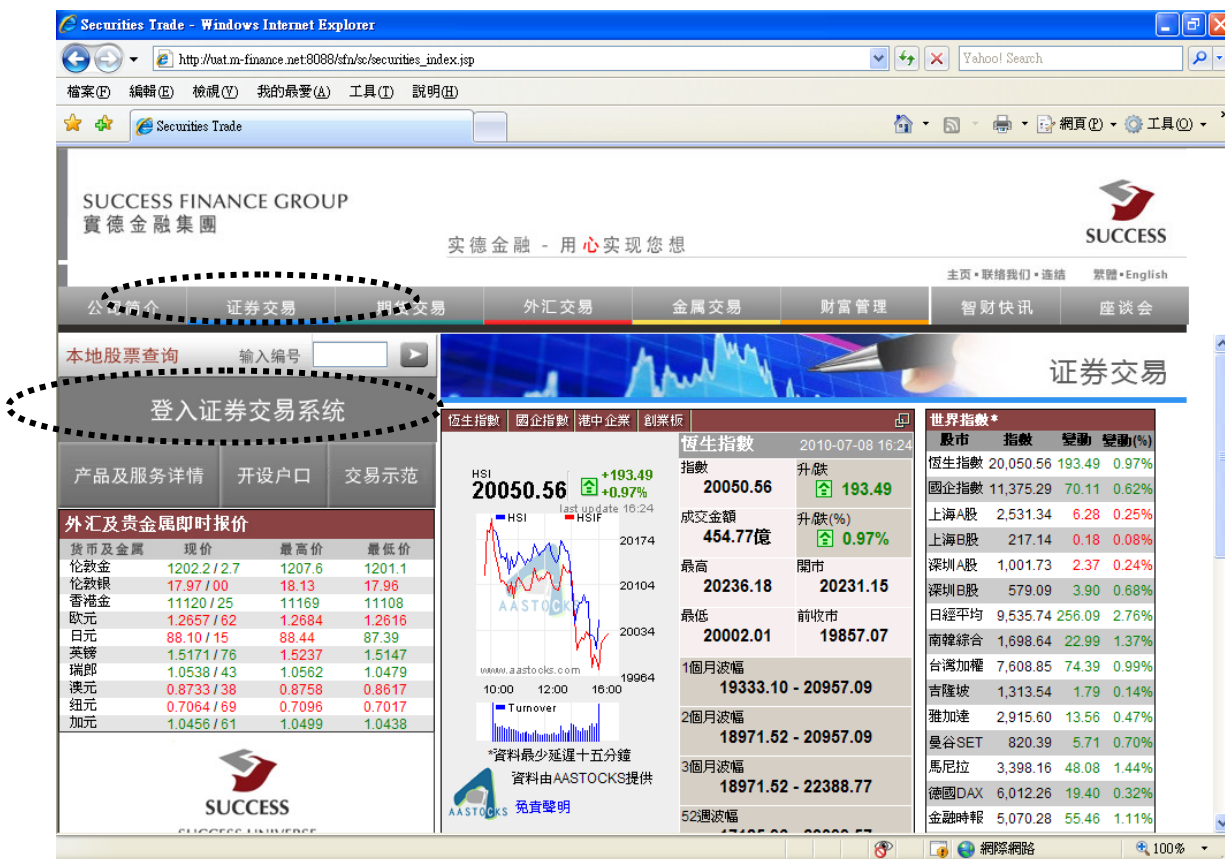 Securities Trade - Windows Internet Explorer
http://uat.m-finance.net:8088/sfn/sc/securities_index.jsp
Yahoo! Search
檔案(F) 編輯(E) 檢視(V) 我的最愛(A) 工具(T) 說明(H)
Securities Trade
網頁(P) 工具(O)
SUCCESS FINANCE GROUP
實德金融集團
实德金融 - 用心实现您想
SUCCESS
主页▪联络我们▪连结 繁體▪English
公司简介 证券交易 期货交易 外汇交易 金属交易 财富管理 智财快讯 座谈会
本地股票查询 输入编号
证券交易
登入证券交易系统
产品及服务详情 开设户口 交易示范
外汇及贵金属即时报价
货币及金属 现价 最高价 最低价
伦敦金 1202.2 / 2.7 1207.6 1201.1
伦敦银 17.97 / 00 18.13 17.96
香港金 11120 / 25 11169 11108
欧元 1.2657 / 62 1.2684 1.2616
日元 88.10 / 15 88.44 87.39
英镑 1.5171 / 76 1.5237 1.5147
瑞郎 1.0538 / 43 1.0562 1.0479
澳元 0.8733 / 38 0.8758 0.8617
纽元 0.7064 / 69 0.7096 0.7017
加元 1.0456 / 61 1.0499 1.0438
SUCCESS
SUCCESS UNIVERSE
恆生指數 國企指數 港中企業 創業板
恆生指數 2010-07-08 16:24
HSI
20050.56 +193.49
+0.97%
last update 16:24
HSI HSIF
20174
20104
20034
19964
AASTOCKS
www.aastocks.com
10:00 12:00 16:00
Turnover
*資料最少延遲十五分鐘
資料由AASTOCKS提供
AASTOCKS 免責聲明
指數 升/跌
20050.56 193.49
成交金額 升/跌(%)
454.77億 0.97%
最高 開市
20236.18 20231.15
最低 前收市
20002.01 19857.07
1個月波幅
19333.10 - 20957.09
2個月波幅
18971.52 - 20957.09
3個月波幅
18971.52 - 22388.77
52週波幅
世界指數*
股市 指數 變動 變動(%)
恆生指數 20,050.56 193.49 0.97%
國企指數 11,375.29 70.11 0.62%
上海A股 2,531.34 6.28 0.25%
上海B股 217.14 0.18 0.08%
深圳A股 1,001.73 2.37 0.24%
深圳B股 579.09 3.90 0.68%
日經平均 9,535.74 256.09 2.76%
南韓綜合 1,698.64 22.99 1.37%
台灣加權 7,608.85 74.39 0.99%
吉隆坡 1,313.54 1.79 0.14%
雅加達 2,915.60 13.56 0.47%
曼谷SET 820.39 5.71 0.70%
馬尼拉 3,398.16 48.08 1.44%
德國DAX 6,012.26 19.40 0.32%
金融時報 5,070.28 55.46 1.11%
網際網路 100%